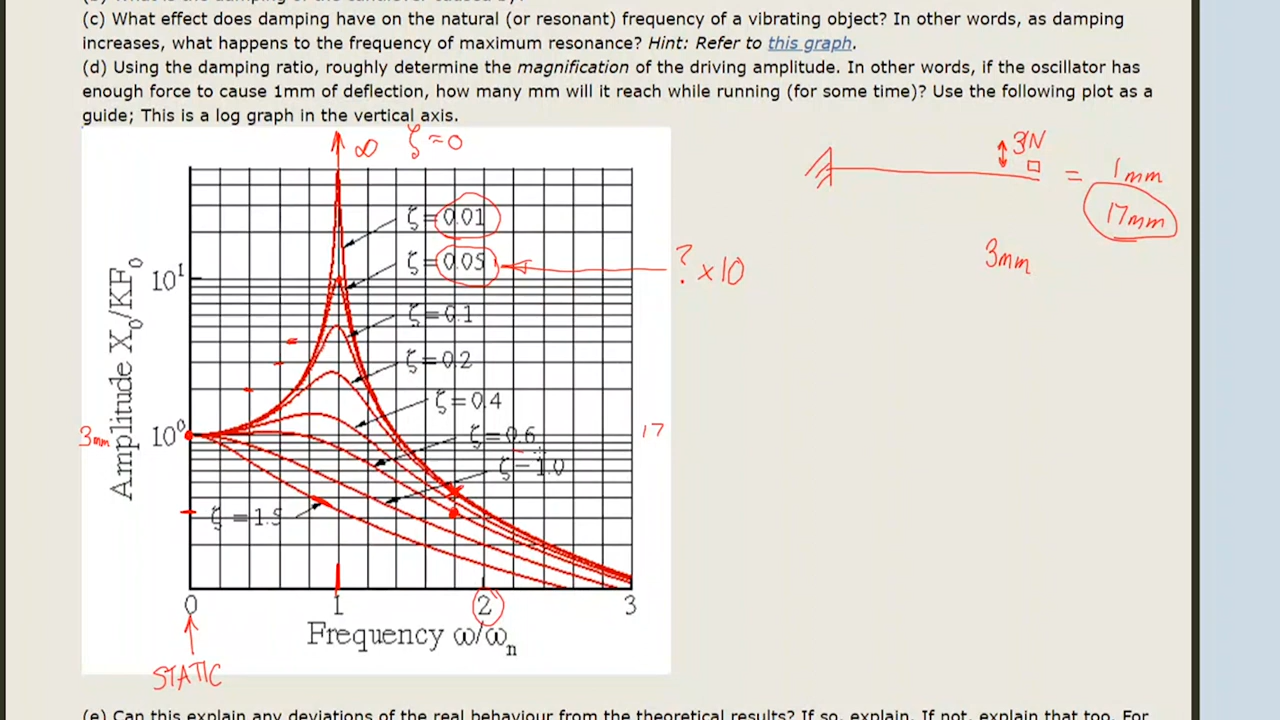 (c) What effect does damping have on the natural (or resonant) frequency of a vibrating object? In other words, as damping
increases, what happens to the frequency of maximum resonance? Hint: Refer to this graph.
(d) Using the damping ratio, roughly determine the magnification of the driving amplitude. In other words, if the oscillator has
enough force to cause 1mm of deflection, how many mm will it reach while running (for some time)? Use the following plot as a
guide; This is a log graph in the vertical axis.
∞ ζ=0
3N
= 1mm
17mm
3mm
? x10
ζ=0.01
ζ=0.05
ζ=0.1
ζ=0.2
ζ=0.4
ζ=0.6
ζ=1.0
ζ=1.5
10¹
10⁰
3mm
17
Amplitude X₀/KF₀
0 1 2 3
Frequency ω/ωₙ
STATIC
(e) Can this explain any deviations of the real behaviour from the theoretical results? If so, explain. If not, explain that too. For